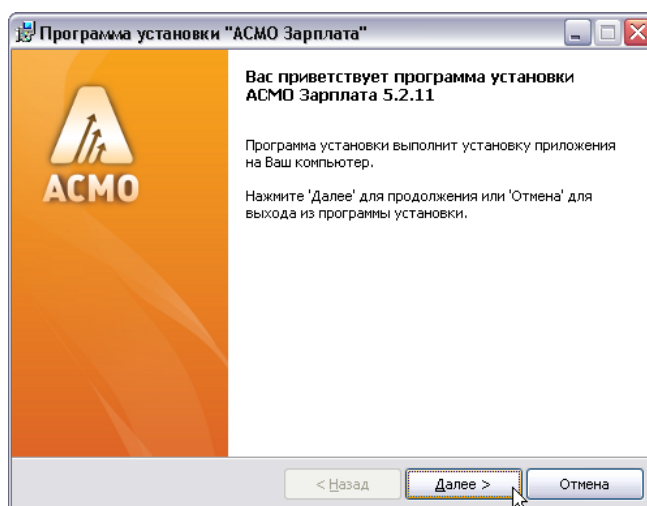 Программа установки "АСМО Зарплата"
Вас приветствует программа установки
АСМО Зарплата 5.2.11
Программа установки выполнит установку приложения
на Ваш компьютер.
АСМО
Нажмите 'Далее' для продолжения или 'Отмена' для
выхода из программы установки.
< Назад
Далее >
Отмена